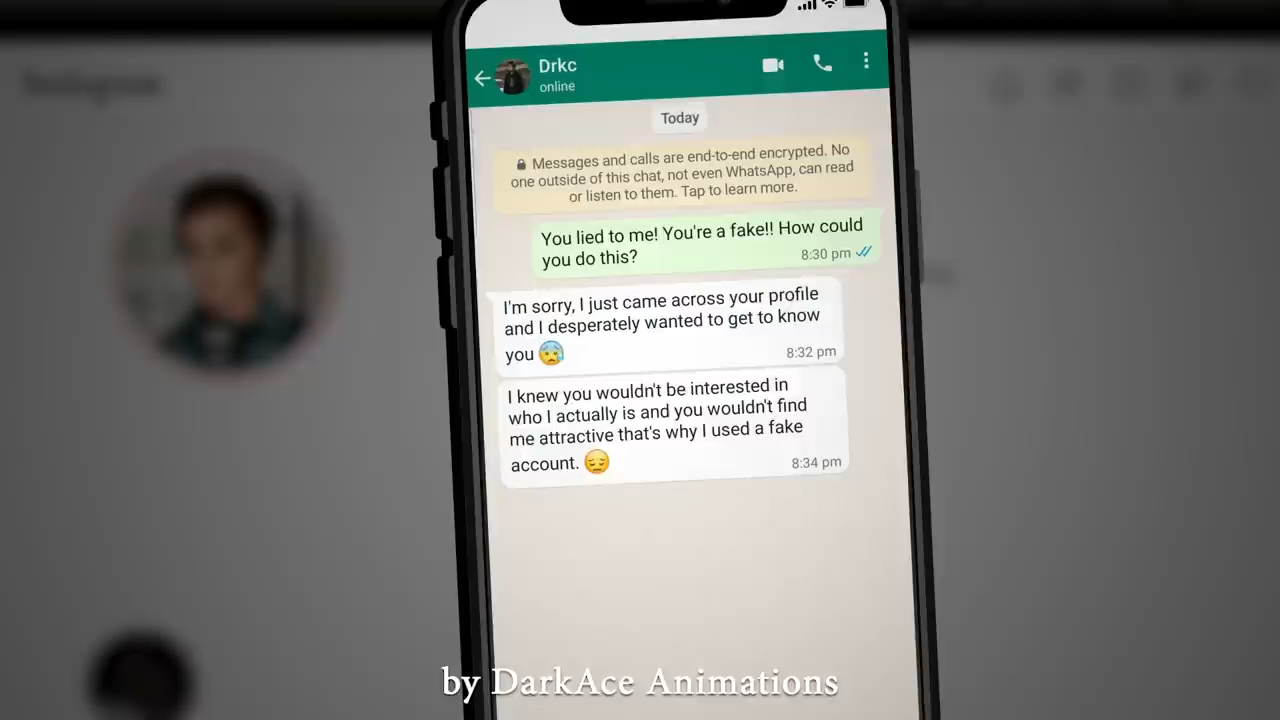 Drkc
online
Today
Messages and calls are end-to-end encrypted. No
one outside of this chat, not even WhatsApp, can read
or listen to them. Tap to learn more.
You lied to me! You're a fake!! How could
you do this?
8:30 pm
I'm sorry, I just came across your profile
and I desperately wanted to get to know
you 😰
8:32 pm
I knew you wouldn't be interested in
who I actually is and you wouldn't find
me attractive that's why I used a fake
account. 😔
8:34 pm
by DarkAce Animations